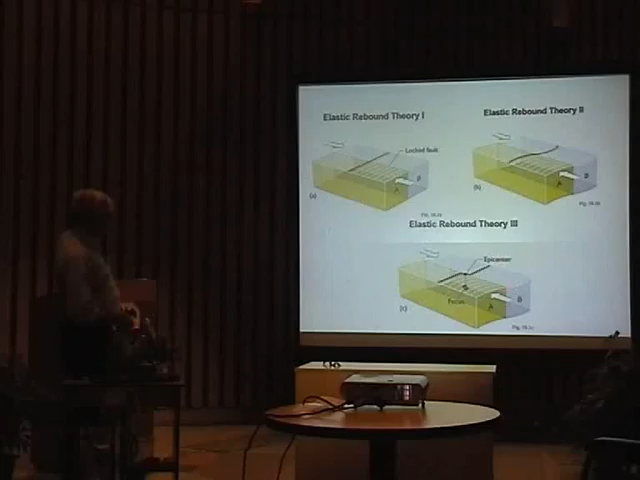 Elastic Rebound Theory I
Elastic Rebound Theory II
Locked fault
B
A
(a)
B
A
(b)
Elastic Rebound Theory III
Epicenter
Focus
A
B
(c)